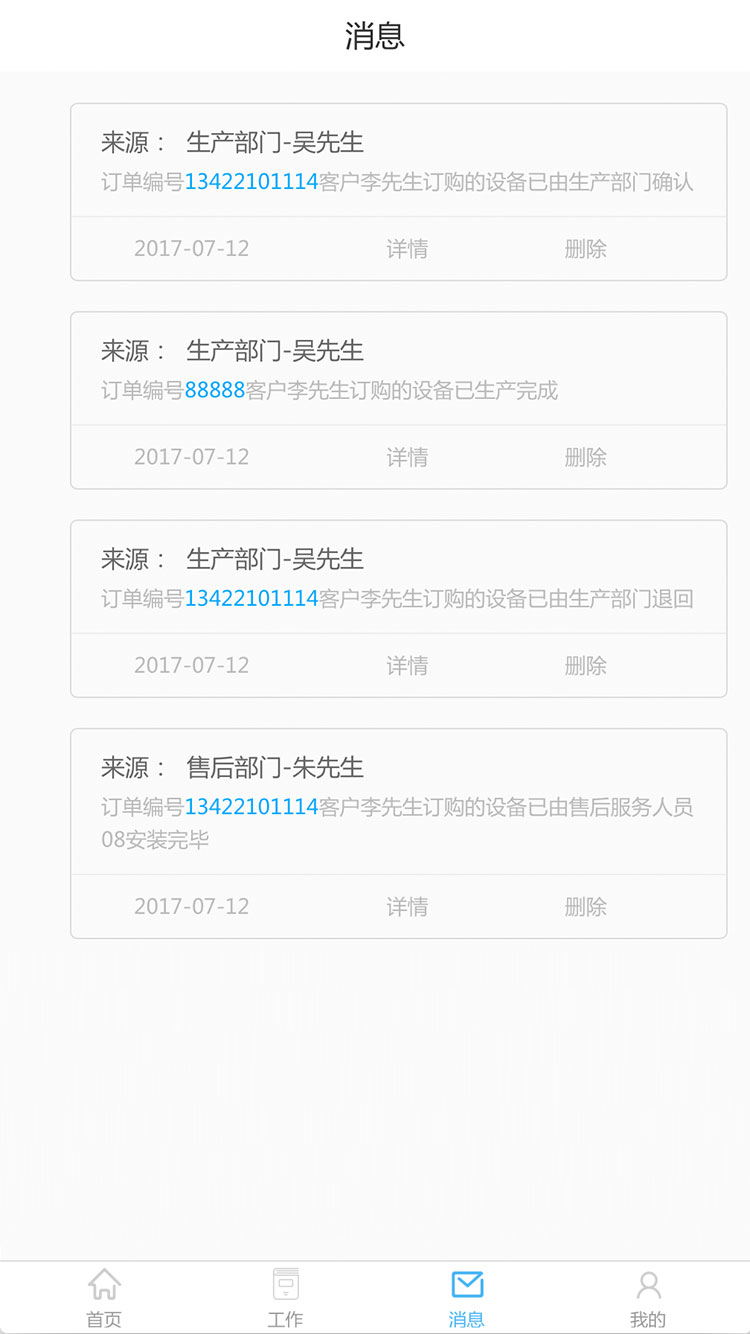 消息
来源： 生产部门-吴先生
订单编号13422101114客户李先生订购的设备已由生产部门确认
2017-07-12 详情 删除
来源： 生产部门-吴先生
订单编号88888客户李先生订购的设备已生产完成
2017-07-12 详情 删除
来源： 生产部门-吴先生
订单编号13422101114客户李先生订购的设备已由生产部门退回
2017-07-12 详情 删除
来源： 售后部门-朱先生
订单编号13422101114客户李先生订购的设备已由售后服务人员
08安装完毕
2017-07-12 详情 删除
首页 工作 消息 我的